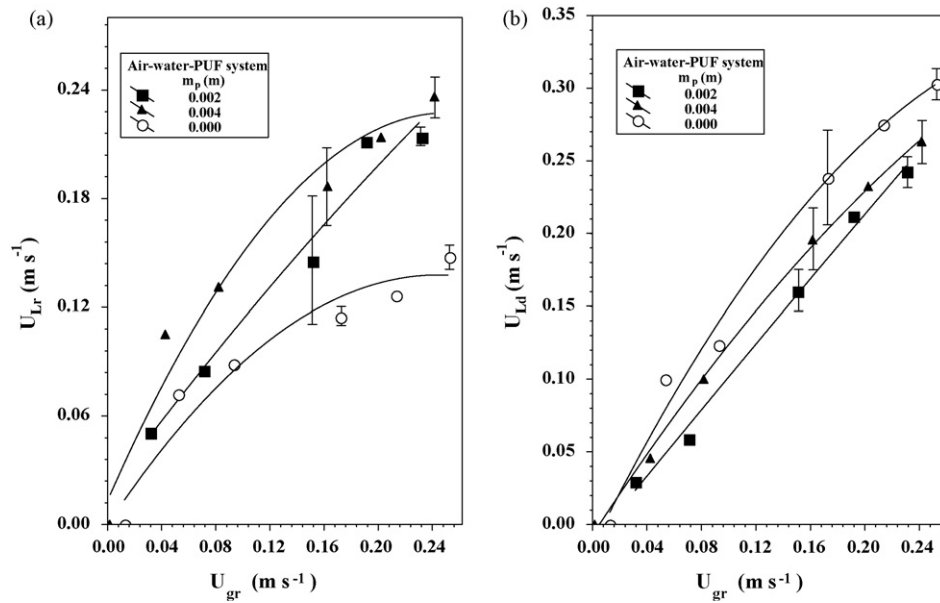 (a)
Air-water-PUF system
m_p (m)
0.002
0.004
0.000
0.24
0.18
0.12
0.06
0.00
U_Lr (m s⁻¹)
0.00 0.04 0.08 0.12 0.16 0.20 0.24
U_gr (m s⁻¹)
(b)
Air-water-PUF system
m_p (m)
0.002
0.004
0.000
0.35
0.30
0.25
0.20
0.15
0.10
0.05
0.00
U_Ld (m s⁻¹)
0.00 0.04 0.08 0.12 0.16 0.20 0.24
U_gr (m s⁻¹)